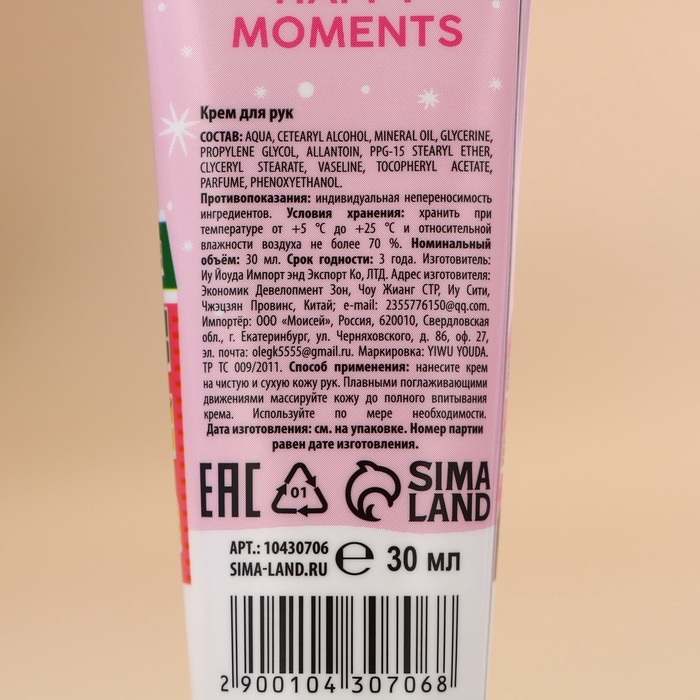 HAPPY
MOMENTS
Крем для рук
СОСТАВ: AQUA, CETEARYL ALCOHOL, MINERAL OIL, GLYCERINE,
PROPYLENE GLYCOL, ALLANTOIN, PPG-15 STEARYL ETHER,
GLYCERYL STEARATE, VASELINE, TOCOPHERYL ACETATE,
PARFUME, PHENOXYETHANOL.
Противопоказания: индивидуальная непереносимость
ингредиентов. Условия хранения: хранить при
температуре от +5 °С до +25 °С и относительной
влажности воздуха не более 70 %. Номинальный
объём: 30 мл. Срок годности: 3 года. Изготовитель:
Иу Йоуда Импорт энд Экспорт Ко, ЛТД. Адрес изготовителя:
Экономик Девелопмент Зон, Чоу Жианг СТР, Иу Сити,
Чжэцзян Провинс, Китай; e-mail: 2355776150@qq.com.
Импортёр: ООО «Моисей», Россия, 620010, Свердловская
обл., г. Екатеринбург, ул. Черняховского, д. 86, оф. 27,
эл. почта: olegk5555@gmail.ru. Маркировка: YIWU YOUDA.
ТР ТС 009/2011. Способ применения: нанесите крем
на чистую и сухую кожу рук. Плавными поглаживающими
движениями массируйте кожу до полного впитывания
крема. Используйте по мере необходимости.
Дата изготовления: см. на упаковке. Номер партии
равен дате изготовления.
EAC 01 SIMA
LAND
АРТ.: 10430706
SIMA-LAND.RU
℮ 30 мл
2 900104 307068